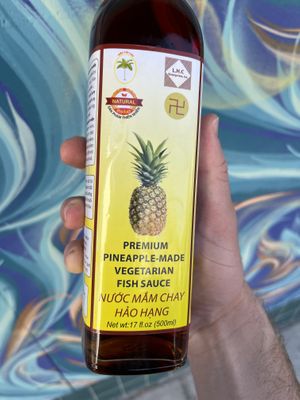 L.H.C
NATURAL
PREMIUM
PINEAPPLE-MADE
VEGETARIAN
FISH SAUCE
NƯỚC MẮM CHAY
HẢO HẠNG
Net wt:17 fl.oz (500ml)